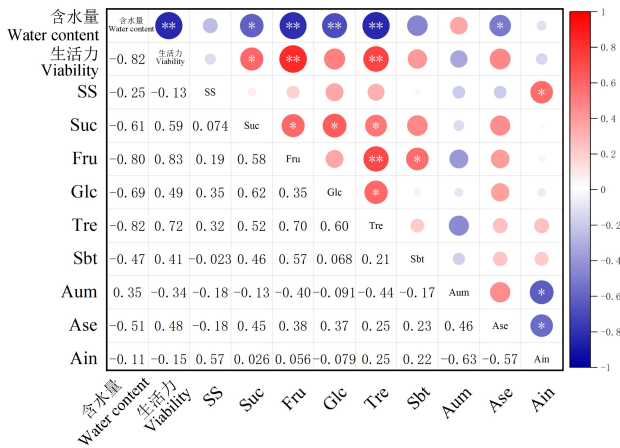 含水量
Water content
含水量
Water content
**
*
**
**
**
*
1
生活力
Viability
-0.82
生活力
Viability
*
**
**
0.8
SS
-0.25
-0.13
SS
*
0.6
Suc
-0.61
0.59
0.074
Suc
*
*
*
0.4
Fru
-0.80
0.83
0.19
0.58
Fru
**
*
0.2
Glc
-0.69
0.49
0.35
0.62
0.35
Glc
*
0
Tre
-0.82
0.72
0.32
0.52
0.70
0.60
Tre
-0.2
Sbt
-0.47
0.41
-0.023
0.46
0.57
0.068
0.21
Sbt
-0.4
Aum
0.35
-0.34
-0.18
-0.13
-0.40
-0.091
-0.44
-0.17
Aum
*
-0.6
Ase
-0.51
0.48
-0.18
0.45
0.38
0.37
0.25
0.23
0.46
Ase
*
-0.8
Ain
-0.11
-0.15
0.57
0.026
0.056
-0.079
0.25
0.22
-0.63
-0.57
Ain
-1
含水量
Water content
生活力
Viability
SS
Suc
Fru
Glc
Tre
Sbt
Aum
Ase
Ain